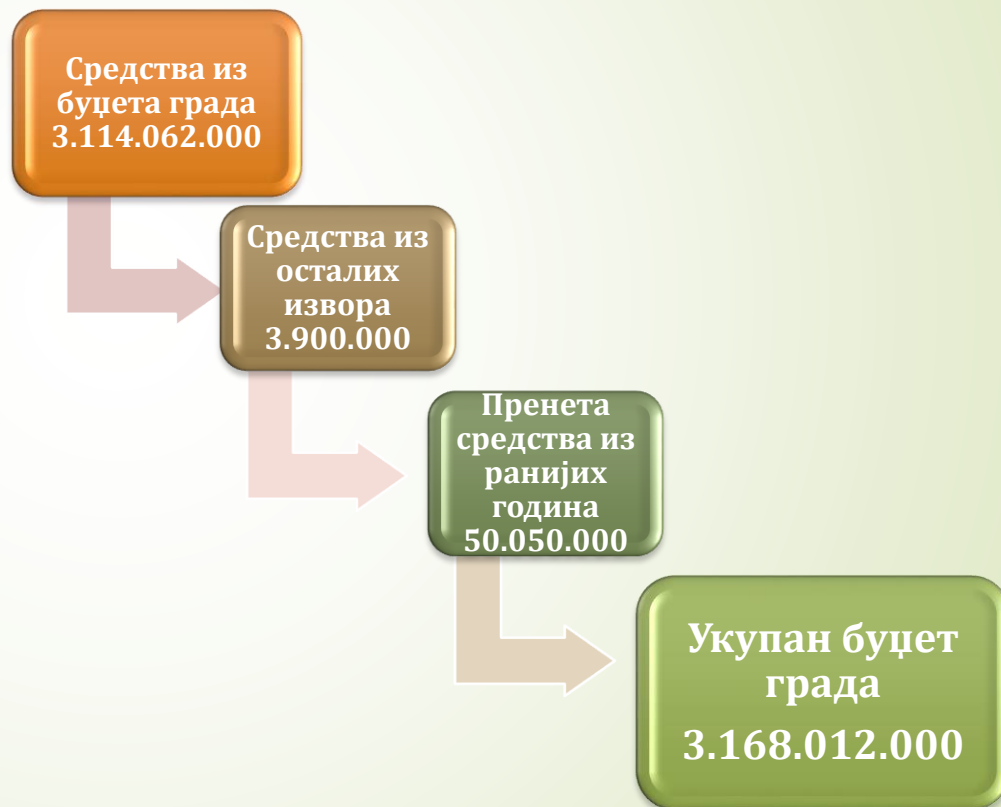 Средства из
буџета града
3.114.062.000
Средства из
осталих
извора
3.900.000
Пренета
средства из
ранијих
година
50.050.000
Укупан буџет
града
3.168.012.000